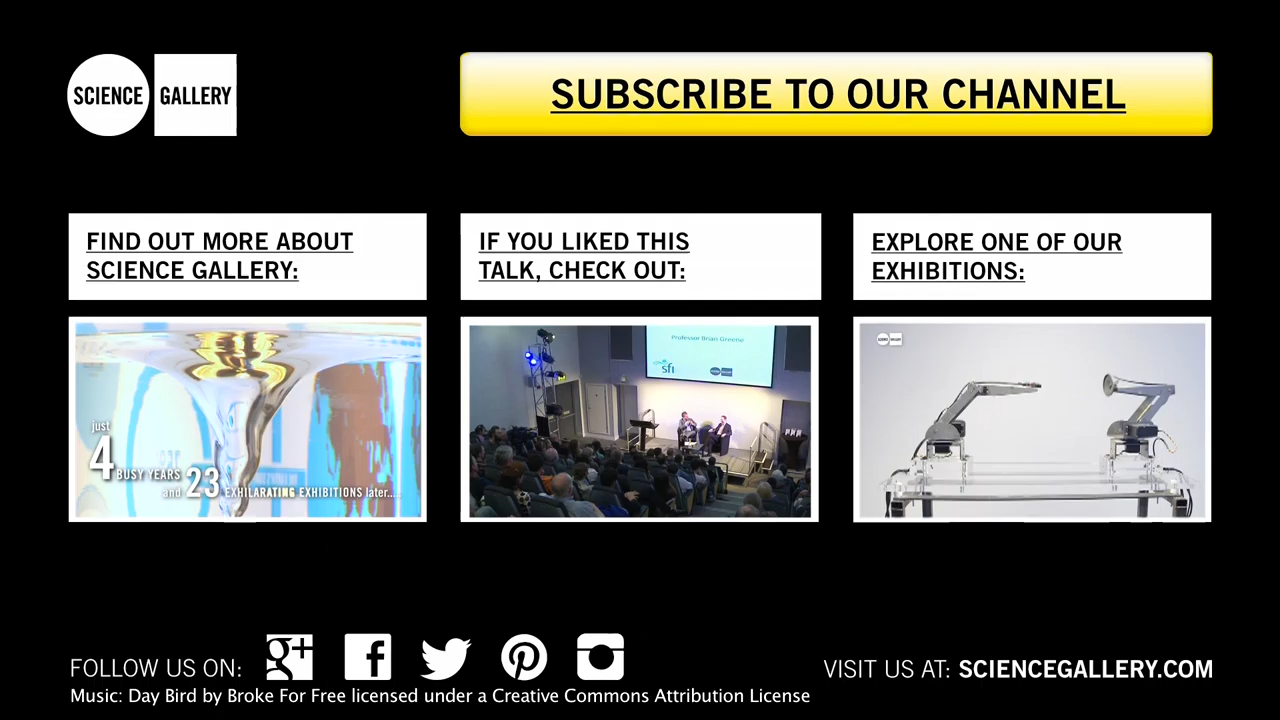 SCIENCE GALLERY
SUBSCRIBE TO OUR CHANNEL
FIND OUT MORE ABOUT
SCIENCE GALLERY:
IF YOU LIKED THIS
TALK, CHECK OUT:
EXPLORE ONE OF OUR
EXHIBITIONS:
just
4 BUSY YEARS
and 23 EXHILARATING EXHIBITIONS later....
Professor Brian Greene
sfi
FOLLOW US ON:
VISIT US AT: SCIENCEGALLERY.COM
Music: Day Bird by Broke For Free licensed under a Creative Commons Attribution License